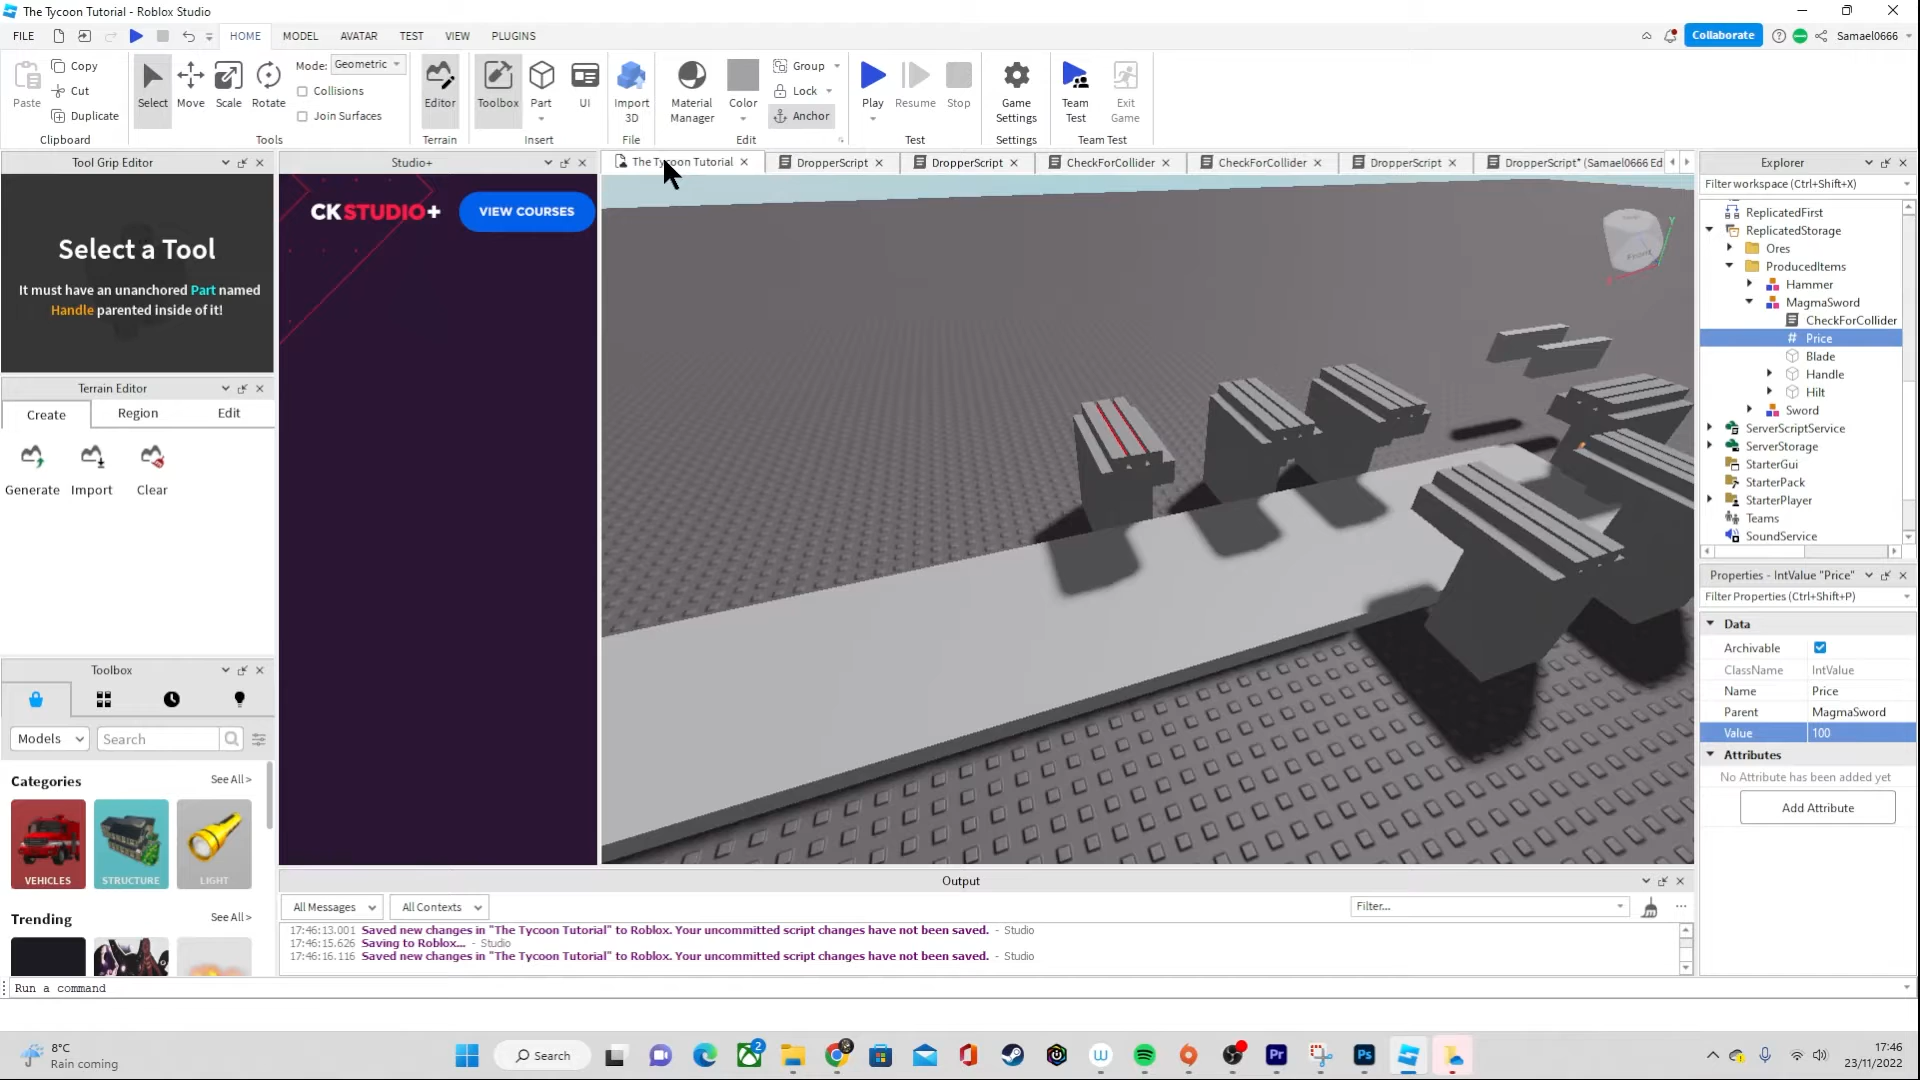 The Tycoon Tutorial - Roblox Studio
FILE HOME MODEL AVATAR TEST VIEW PLUGINS Collaborate Samael0666
Paste Copy Cut Duplicate Clipboard
Select Move Scale Rotate Mode: Geometric Collisions Join Surfaces Tools
Editor Terrain
Toolbox Part UI Insert
Import 3D File
Material Manager Color Group Lock Anchor Edit
Play Resume Stop Test
Game Settings Settings
Team Test Exit Game Team Test
Tool Grip Editor
Select a Tool
It must have an unanchored Part named
Handle parented inside of it!
Terrain Editor
Create Region Edit
Generate Import Clear
Toolbox
Models Search
Categories See All >
VEHICLES STRUCTURE LIGHT
Trending See All >
Studio+
CKSTUDIO+ VIEW COURSES
The Tycoon Tutorial DropperScript DropperScript CheckForCollider CheckForCollider DropperScript DropperScript* (Samael0666 Ed
Front
Y
Output
All Messages All Contexts Filter...
17:46:13.001 Saved new changes in "The Tycoon Tutorial" to Roblox. Your uncommitted script changes have not been saved. - Studio
17:46:15.626 Saving to Roblox... - Studio
17:46:16.116 Saved new changes in "The Tycoon Tutorial" to Roblox. Your uncommitted script changes have not been saved. - Studio
Explorer
Filter workspace (Ctrl+Shift+X)
ReplicatedFirst
ReplicatedStorage
Ores
ProducedItems
Hammer
MagmaSword
CheckForCollider
# Price
Blade
Handle
Hilt
Sword
ServerScriptService
ServerStorage
StarterGui
StarterPack
StarterPlayer
Teams
SoundService
Properties - IntValue "Price"
Filter Properties (Ctrl+Shift+P)
Data
Archivable
ClassName IntValue
Name Price
Parent MagmaSword
Value 100
Attributes
No Attribute has been added yet
Add Attribute
Run a command
8°C
Rain coming
Search
2
Pr
Ps
17:46
23/11/2022